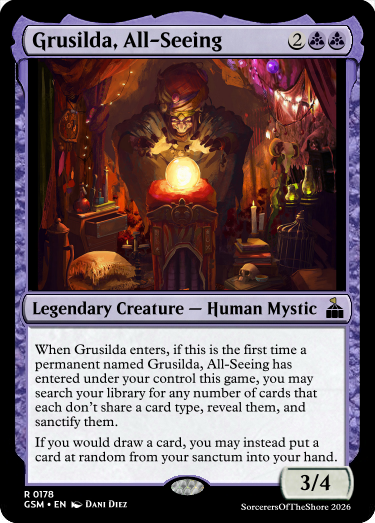 Grusilda, All-Seeing 2
Legendary Creature — Human Mystic
When Grusilda enters, if this is the first time a
permanent named Grusilda, All-Seeing has
entered under your control this game, you may
search your library for any number of cards that
each don't share a card type, reveal them, and
sanctify them.
If you would draw a card, you may instead put a
card at random from your sanctum into your hand.
3/4
R 0178
GSM • EN Dani Diez
SorcerersOfTheShore 2026